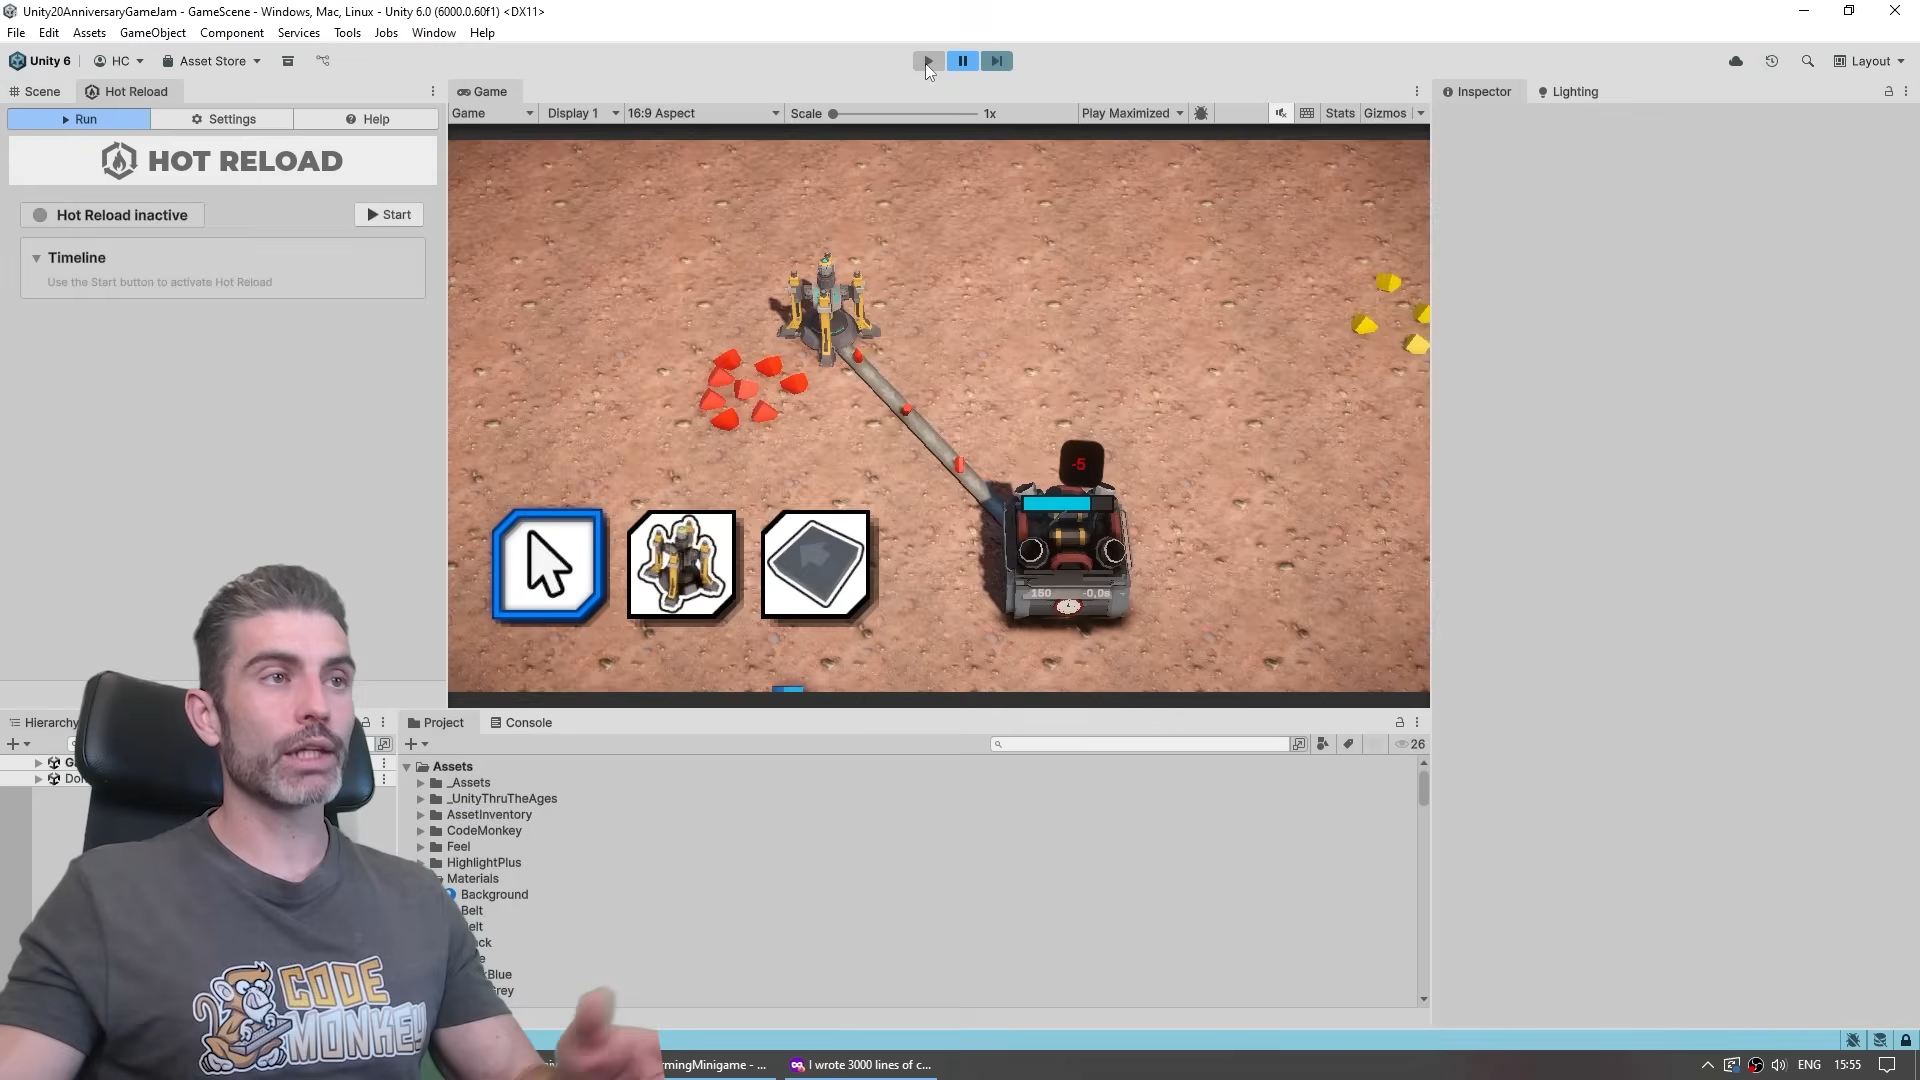 Unity20AnniversaryGameJam - GameScene - Windows, Mac, Linux - Unity 6.0 (6000.0.60f1) <DX11>
File Edit Assets GameObject Component Services Tools Jobs Window Help
Unity 6 HC Asset Store Layout
Scene Hot Reload Game Inspector Lighting
Run Settings Help Game Display 1 16:9 Aspect Scale 1x Play Maximized Stats Gizmos
HOT RELOAD
Hot Reload inactive Start
Timeline
Use the Start button to activate Hot Reload
-5
150 -0,0s
Hierarchy Project Console
26
Assets
_Assets
_UnityThruTheAges
AssetInventory
CodeMonkey
Feel
HighlightPlus
Materials
Background
Belt
CODE
MONKEY
rmingMinigame - ... I wrote 3000 lines of c... ENG 15:55